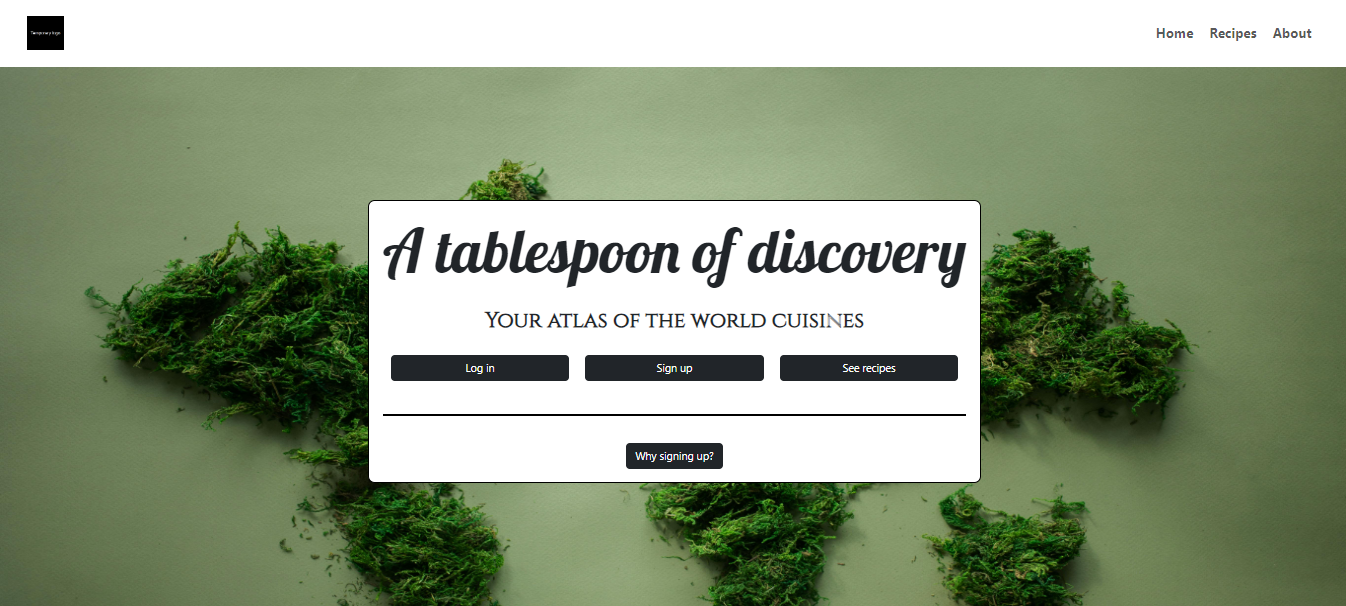 Temporary logo
Home Recipes About
A tablespoon of discovery
Your atlas of the world cuisines
Log in Sign up See recipes
Why signing up?